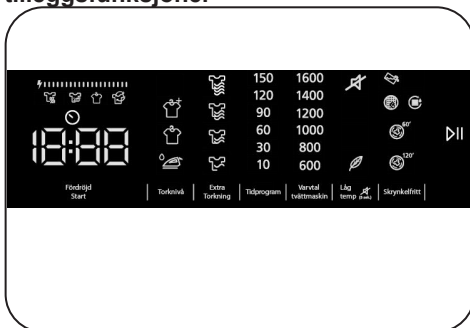 tilleggsfunksjoner
150 1600
120 1400
90 1200
60 1000 60'
30 800
10 600 120'
18:88
Fördröjd
Start
Torknivå
Extra
Torkning
Tidprogram
Varvtal
tvättmaskin
Låg
temp
Skrynkelfritt